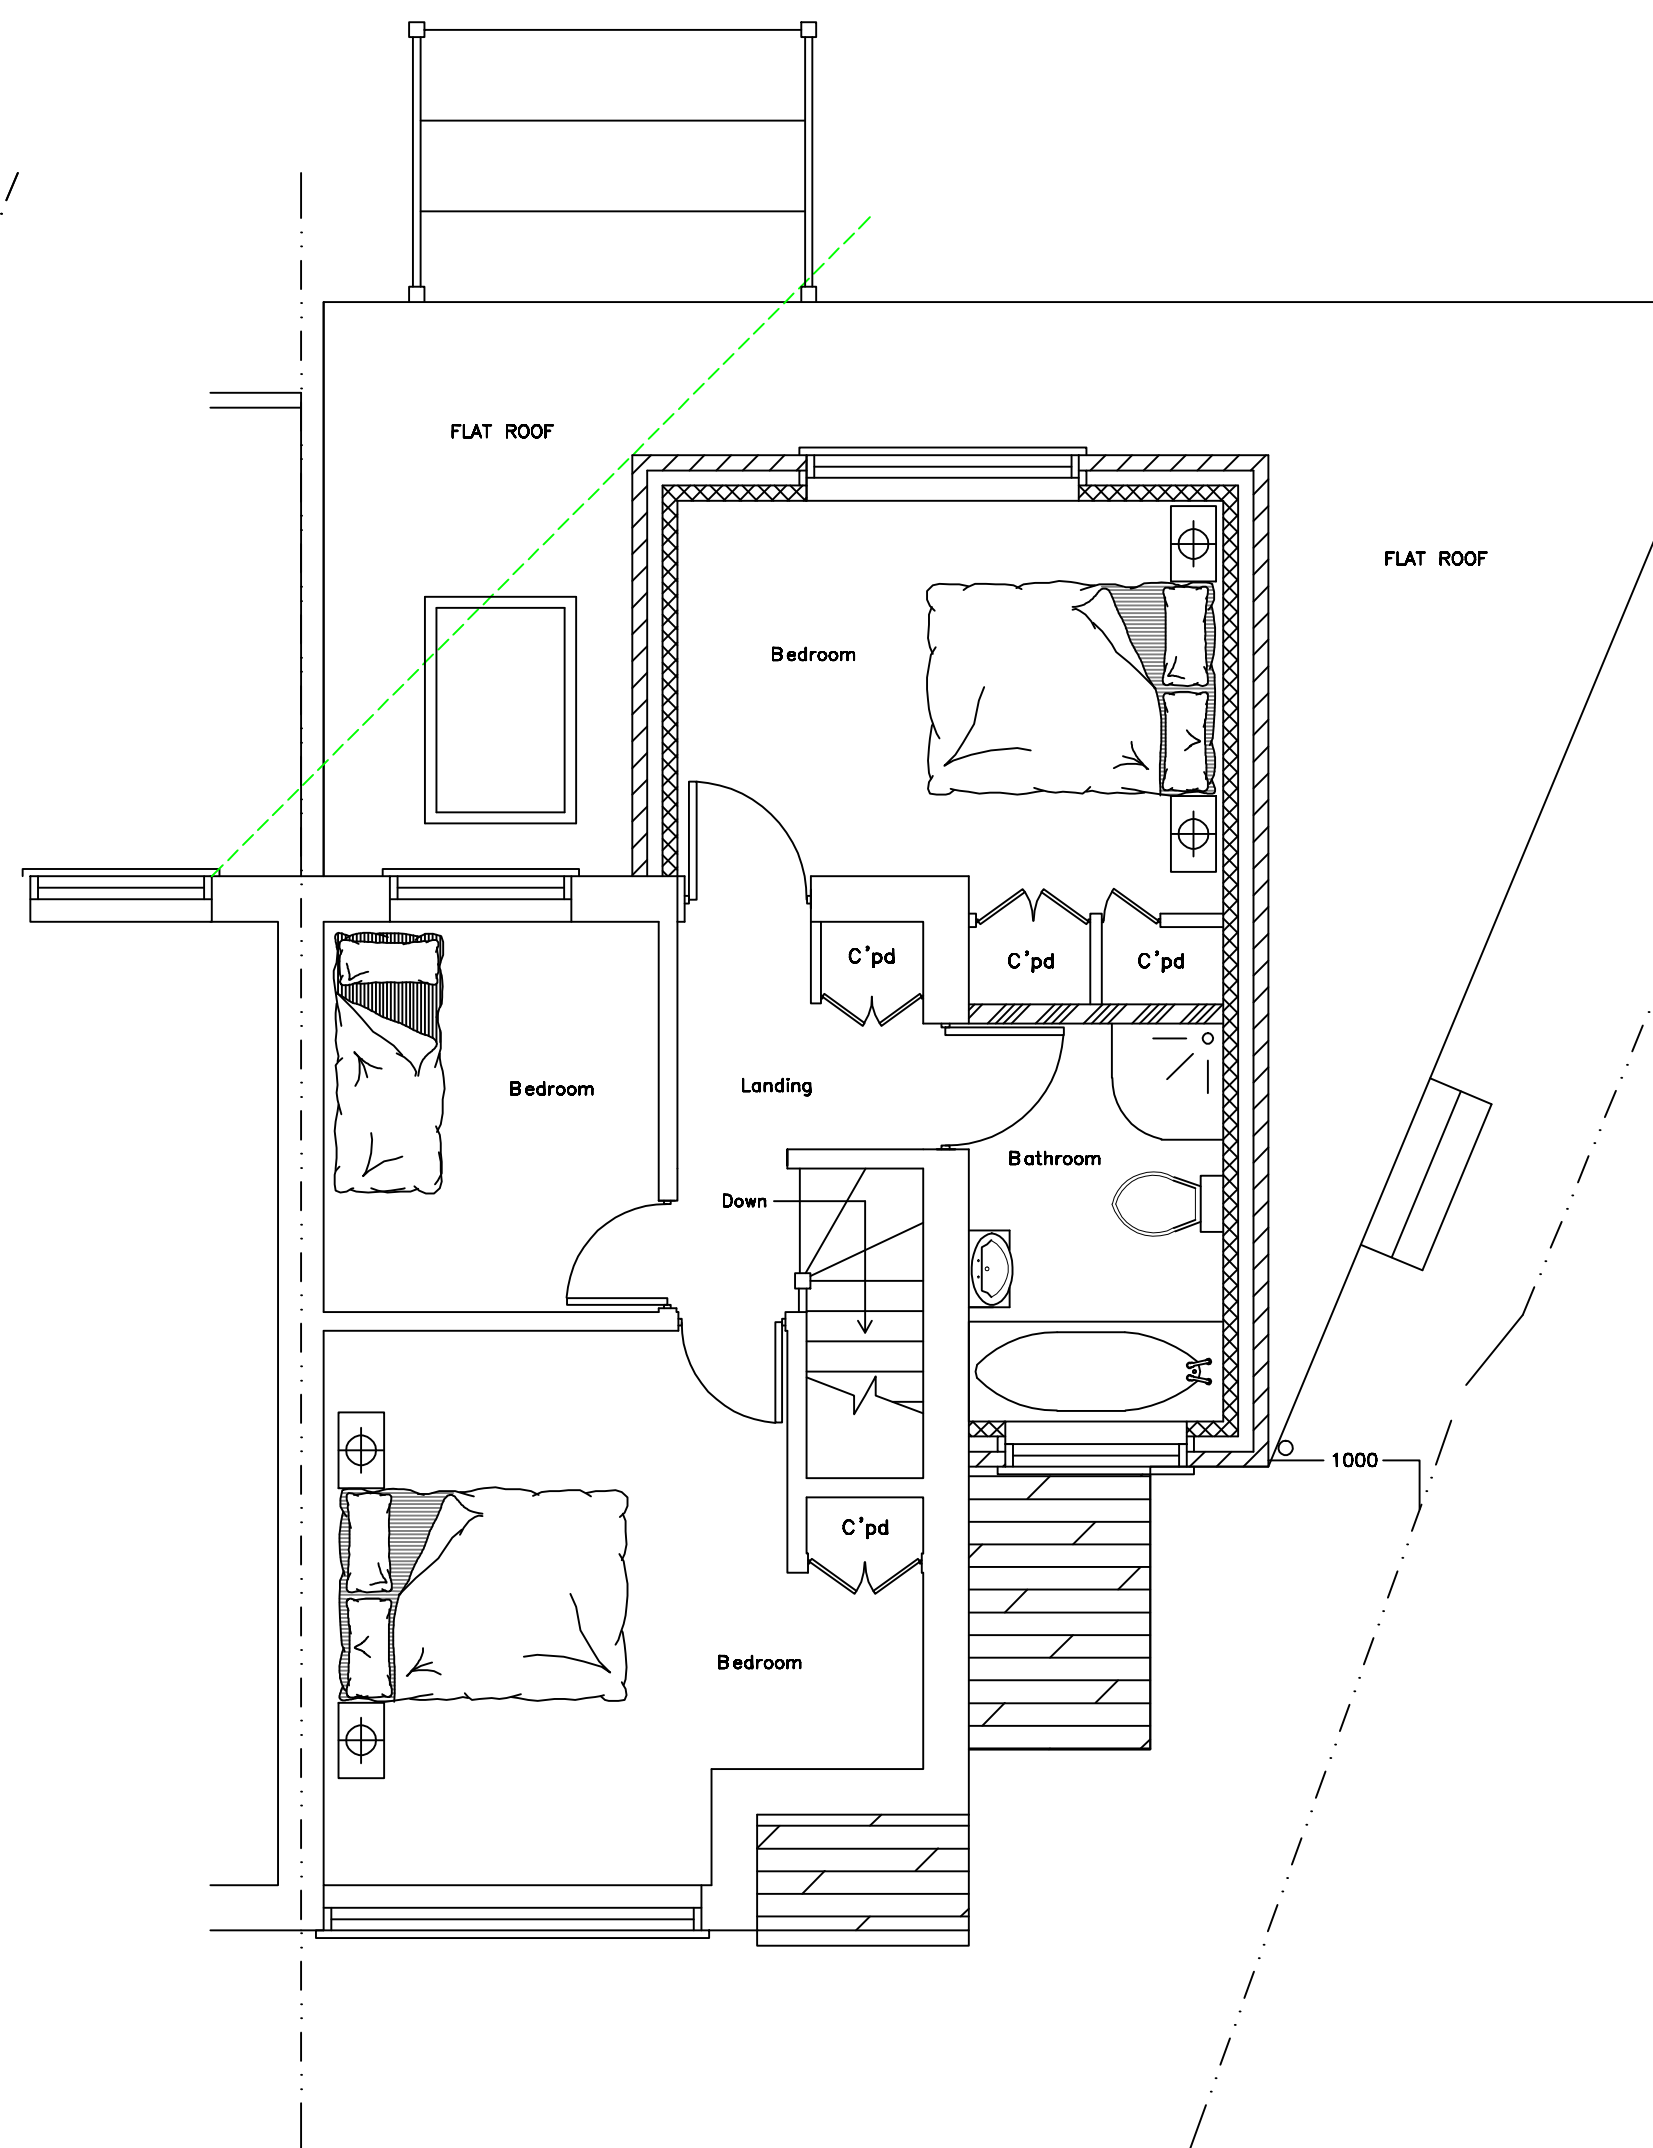 FLAT ROOF
FLAT ROOF
Bedroom
C'pd
C'pd
C'pd
Bedroom
Landing
Bathroom
Down
1000
C'pd
Bedroom